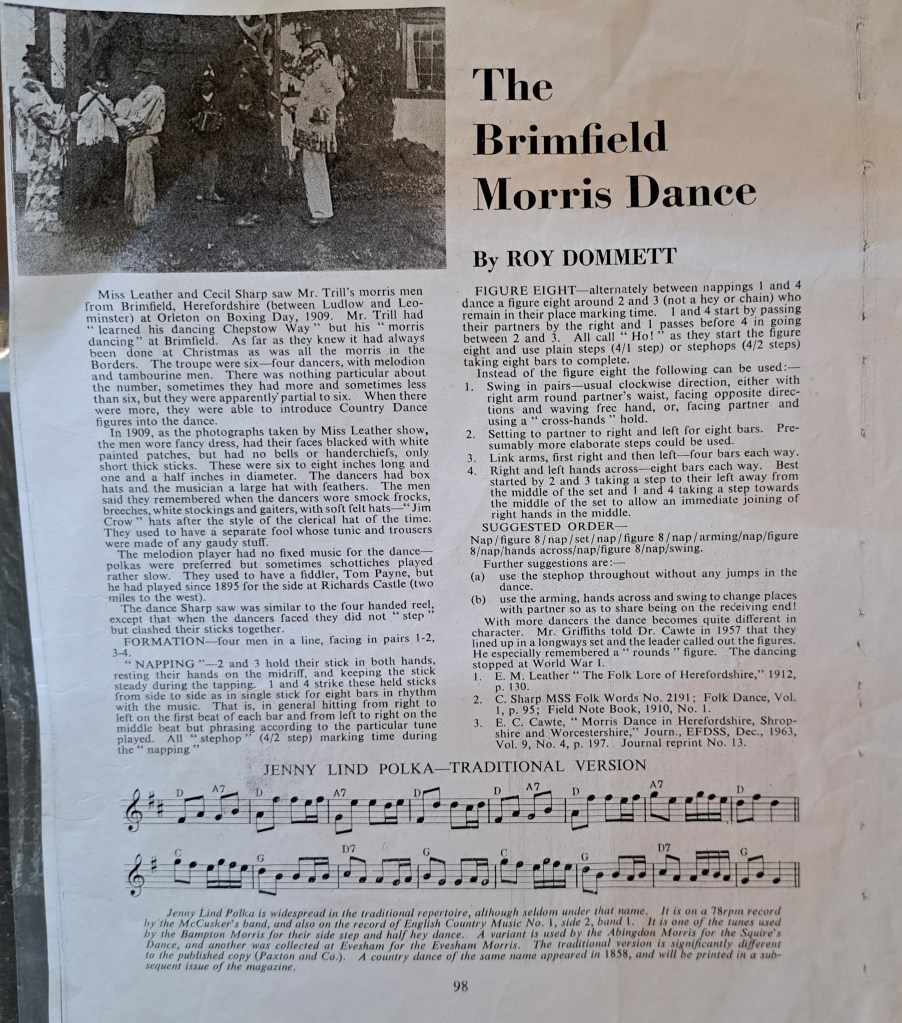 The
Brimfield
Morris Dance
By ROY DOMMETT
Miss Leather and Cecil Sharp saw Mr. Trill's morris men
from Brimfield, Herefordshire (between Ludlow and Leo-
minster) at Orleton on Boxing Day, 1909. Mr. Trill had
"learned his dancing Chepstow Way" but his "morris
dancing" at Brimfield. As far as they knew it had always
been done at Christmas as was all the morris in the
Borders. The troupe were six—four dancers, with melodion
and tambourine men. There was nothing particular about
the number, sometimes they had more and sometimes less
than six, but they were apparently partial to six. When there
were more, they were able to introduce Country Dance
figures into the dance.
In 1909, as the photographs taken by Miss Leather show,
the men wore fancy dress, had their faces blacked with white
painted patches, but had no bells or handerchiefs, only
short thick sticks. These were six to eight inches long and
one and a half inches in diameter. The dancers had box
hats and the musician a large hat with feathers. The men
said they remembered when the dancers wore smock frocks,
breeches, white stockings and gaiters, with soft felt hats—"Jim
Crow" hats after the style of the clerical hat of the time.
They used to have a separate fool whose tunic and trousers
were made of any gaudy stuff.
The melodion player had no fixed music for the dance—
polkas were preferred but sometimes schottiches played
rather slow. They used to have a fiddler, Tom Payne, but
he had played since 1895 for the side at Richards Castle (two
miles to the west).
The dance Sharp saw was similar to the four handed reel,
except that when the dancers faced they did not "step"
but clashed their sticks together.
FORMATION—four men in a line, facing in pairs 1-2,
3-4.
"NAPPING"—2 and 3 hold their stick in both hands,
resting their hands on the midriff, and keeping the stick
steady during the tapping. 1 and 4 strike these held sticks
from side to side as in single stick for eight bars in rhythm
with the music. That is, in general hitting from right to
left on the first beat of each bar and from left to right on the
middle beat but phrasing according to the particular tune
played. All "stephop" (4/2 step) marking time during
the "napping"
FIGURE EIGHT—alternately between nappings 1 and 4
dance a figure eight around 2 and 3 (not a hey or chain) who
remain in their place marking time. 1 and 4 start by passing
their partners by the right and 1 passes before 4 in going
between 2 and 3. All call "Ho!" as they start the figure
eight and use plain steps (4/1 step) or stephops (4/2 steps)
taking eight bars to complete.
Instead of the figure eight the following can be used:—
1. Swing in pairs—usual clockwise direction, either with
right arm round partner's waist, facing opposite direc-
tions and waving free hand, or, facing partner and
using a "cross-hands" hold.
2. Setting to partner to right and left for eight bars. Pre-
sumably more elaborate steps could be used.
3. Link arms, first right and then left—four bars each way.
4. Right and left hands across—eight bars each way. Best
started by 2 and 3 taking a step to their left away from
the middle of the set and 1 and 4 taking a step towards
the middle of the set to allow an immediate joining of
right hands in the middle.
SUGGESTED ORDER—
Nap/figure 8/nap/set/nap/figure 8/nap/arming/nap/figure
8/nap/hands across/nap/figure 8/nap/swing.
Further suggestions are:—
(a) use the stephop throughout without any jumps in the
dance.
(b) use the arming, hands across and swing to change places
with partner so as to share being on the receiving end!
With more dancers the dance becomes quite different in
character. Mr. Griffiths told Dr. Cawte in 1957 that they
lined up in a longways set and the leader called out the figures.
He especially remembered a "rounds" figure. The dancing
stopped at World War I.
1. E. M. Leather "The Folk Lore of Herefordshire," 1912,
p. 130.
2. C. Sharp MSS Folk Words No. 2191; Folk Dance, Vol.
1, p. 95; Field Note Book, 1910, No. 1.
3. E. C. Cawte, "Morris Dance in Herefordshire, Shrop-
shire and Worcestershire," Journ., EFDSS, Dec., 1963,
Vol. 9, No. 4, p. 197. Journal reprint No. 13.
JENNY LIND POLKA—TRADITIONAL VERSION
D A7 D A7 D D A7 D A7 D
C G D7 G C G D7 G
Jenny Lind Polka is widespread in the traditional repertoire, although seldom under that name. It is on a 78rpm record
by the McCusker's band, and also on the record of English Country Music No. 1, side 2, band 1. It is one of the tunes used
by the Bampton Morris for their side step and half hey dance. A variant is used by the Abingdon Morris for the Squire's
Dance, and another was collected at Evesham for the Evesham Morris. The traditional version is significantly different
to the published copy (Paxton and Co.). A country dance of the same name appeared in 1858, and will be printed in a sub-
sequent issue of the magazine.
98